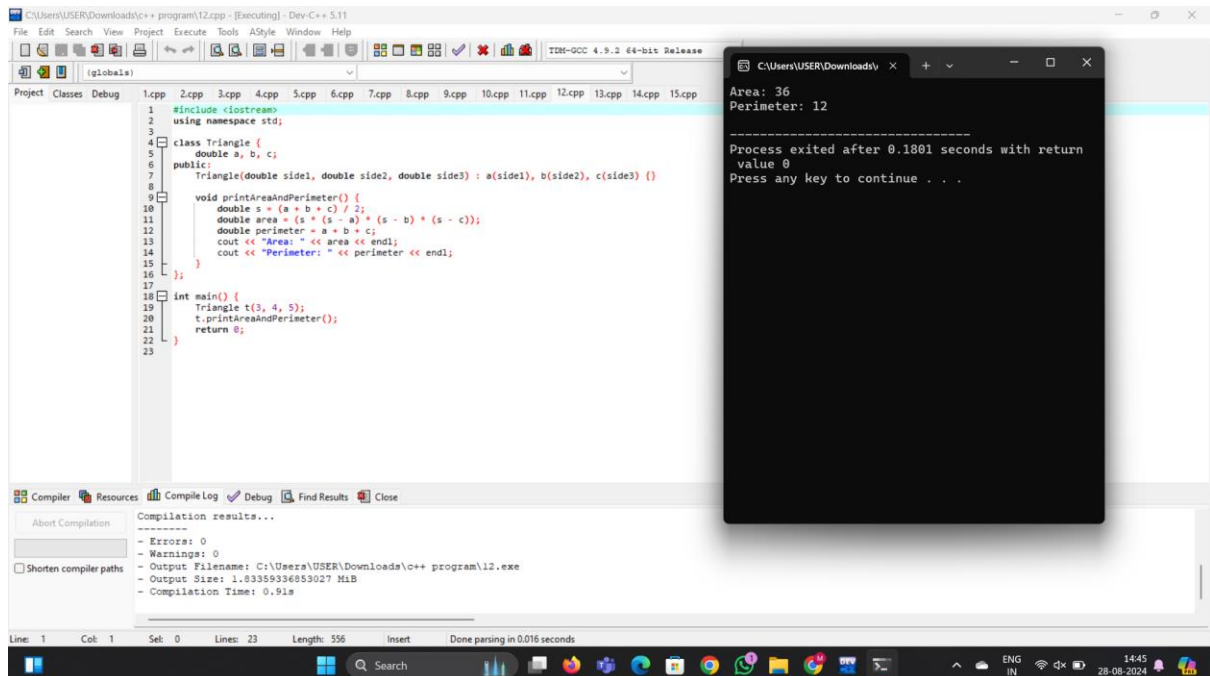 C:\Users\USER\Downloads\c++ program\12.cpp - [Executing] - Dev-C++ 5.11
File Edit Search View Project Execute Tools AStyle Window Help
TDM-GCC 4.9.2 64-bit Release
(globals)
Project Classes Debug
1.cpp 2.cpp 3.cpp 4.cpp 5.cpp 6.cpp 7.cpp 8.cpp 9.cpp 10.cpp 11.cpp 12.cpp 13.cpp 14.cpp 15.cpp
1 #include <iostream>
2 using namespace std;
3
4 class Triangle {
5 double a, b, c;
6 public:
7 Triangle(double side1, double side2, double side3) : a(side1), b(side2), c(side3) {}
8
9 void printAreaAndPerimeter() {
10 double s = (a + b + c) / 2;
11 double area = (s * (s - a) * (s - b) * (s - c));
12 double perimeter = a + b + c;
13 cout << "Area: " << area << endl;
14 cout << "Perimeter: " << perimeter << endl;
15 }
16 };
17
18 int main() {
19 Triangle t(3, 4, 5);
20 t.printAreaAndPerimeter();
21 return 0;
22 }
23
C:\Users\USER\Downloads\
Area: 36
Perimeter: 12
--------------------------------
Process exited after 0.1801 seconds with return
value 0
Press any key to continue . . .
Compiler Resources Compile Log Debug Find Results Close
Abort Compilation
Shorten compiler paths
Compilation results...
--------
- Errors: 0
- Warnings: 0
- Output Filename: C:\Users\USER\Downloads\c++ program\12.exe
- Output Size: 1.83359336853027 MiB
- Compilation Time: 0.91s
Line: 1 Col: 1 Sel: 0 Lines: 23 Length: 556 Insert Done parsing in 0.016 seconds
Search
ENG
IN
14:45
28-08-2024